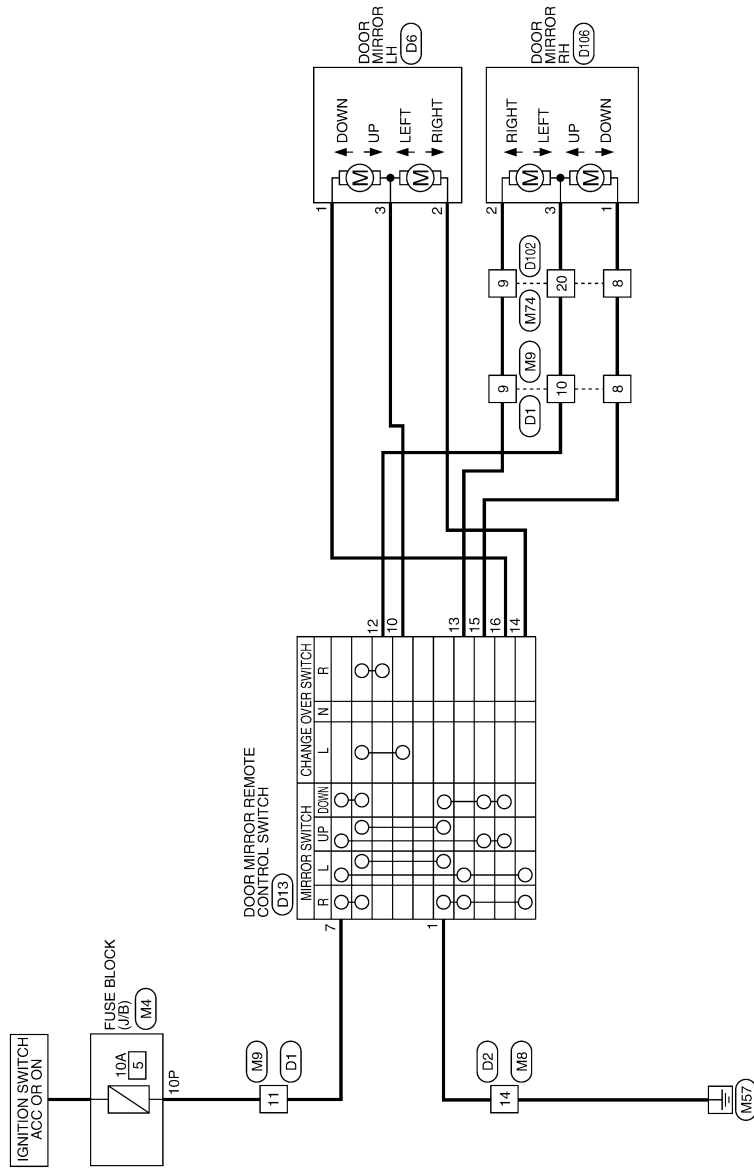 IGNITION SWITCH
ACC OR ON
FUSE BLOCK
(J/B)
M4
10A
5
10P
M9
D1
11
7
DOOR MIRROR REMOTE
CONTROL SWITCH
D13
MIRROR SWITCH
CHANGE OVER SWITCH
R
L
UP
DOWN
L
N
R
1
D2
M8
14
M57
12
10
13
15
16
14
9
10
8
D1
M9
9
20
8
M74
D102
DOOR
MIRROR
LH
D6
1
3
2
M
M
DOWN
UP
LEFT
RIGHT
DOOR
MIRROR
RH
D106
2
3
1
M
M
RIGHT
LEFT
UP
DOWN